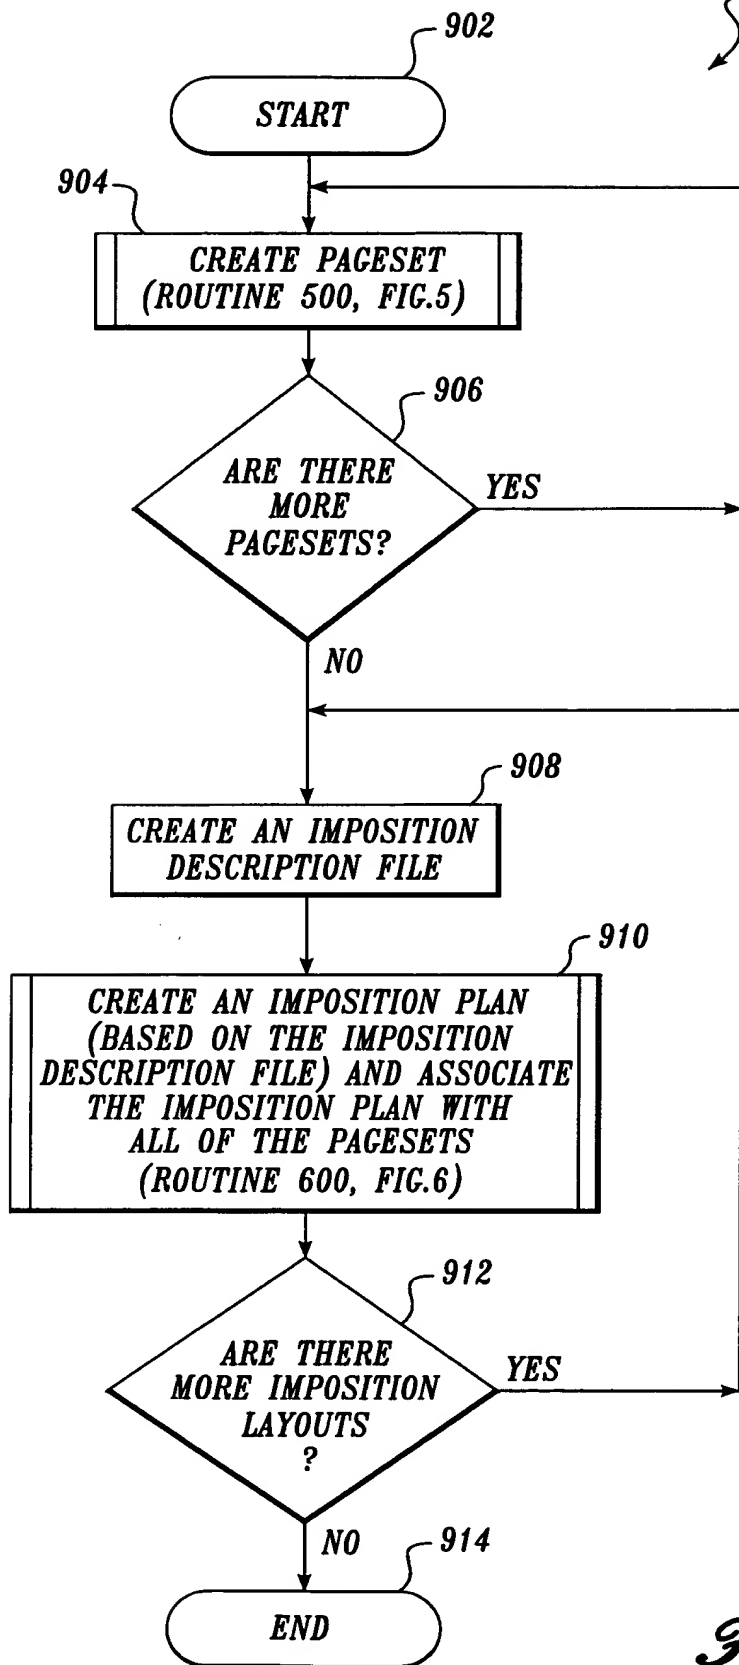 902
START
904
CREATE PAGESET
(ROUTINE 500, FIG.5)
906
ARE THERE
MORE
PAGESETS?
YES
NO
908
CREATE AN IMPOSITION
DESCRIPTION FILE
910
CREATE AN IMPOSITION PLAN
(BASED ON THE IMPOSITION
DESCRIPTION FILE) AND ASSOCIATE
THE IMPOSITION PLAN WITH
ALL OF THE PAGESETS
(ROUTINE 600, FIG.6)
912
ARE THERE
MORE IMPOSITION
LAYOUTS
?
YES
NO
914
END